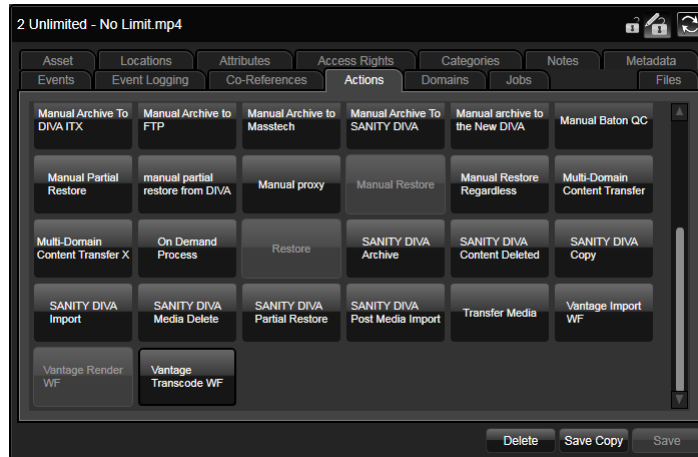 2 Unlimited - No Limit.mp4
Asset Locations Attributes Access Rights Categories Notes Metadata
Events Event Logging Co-References Actions Domains Jobs Files
Manual Archive To
DIVA ITX
Manual Archive to
FTP
Manual Archive to
Masstech
Manual Archive To
SANITY DIVA
Manual archive to
the New DIVA
Manual Baton QC
Manual Partial
Restore
manual partial
restore from DIVA
Manual proxy
Manual Restore
Manual Restore
Regardless
Multi-Domain
Content Transfer
Multi-Domain
Content Transfer X
On Demand
Process
Restore
SANITY DIVA
Archive
SANITY DIVA
Content Deleted
SANITY DIVA
Copy
SANITY DIVA
Import
SANITY DIVA
Media Delete
SANITY DIVA
Partial Restore
SANITY DIVA
Post Media Import
Transfer Media
Vantage Import
WF
Vantage Render
WF
Vantage
Transcode WF
Delete Save Copy Save